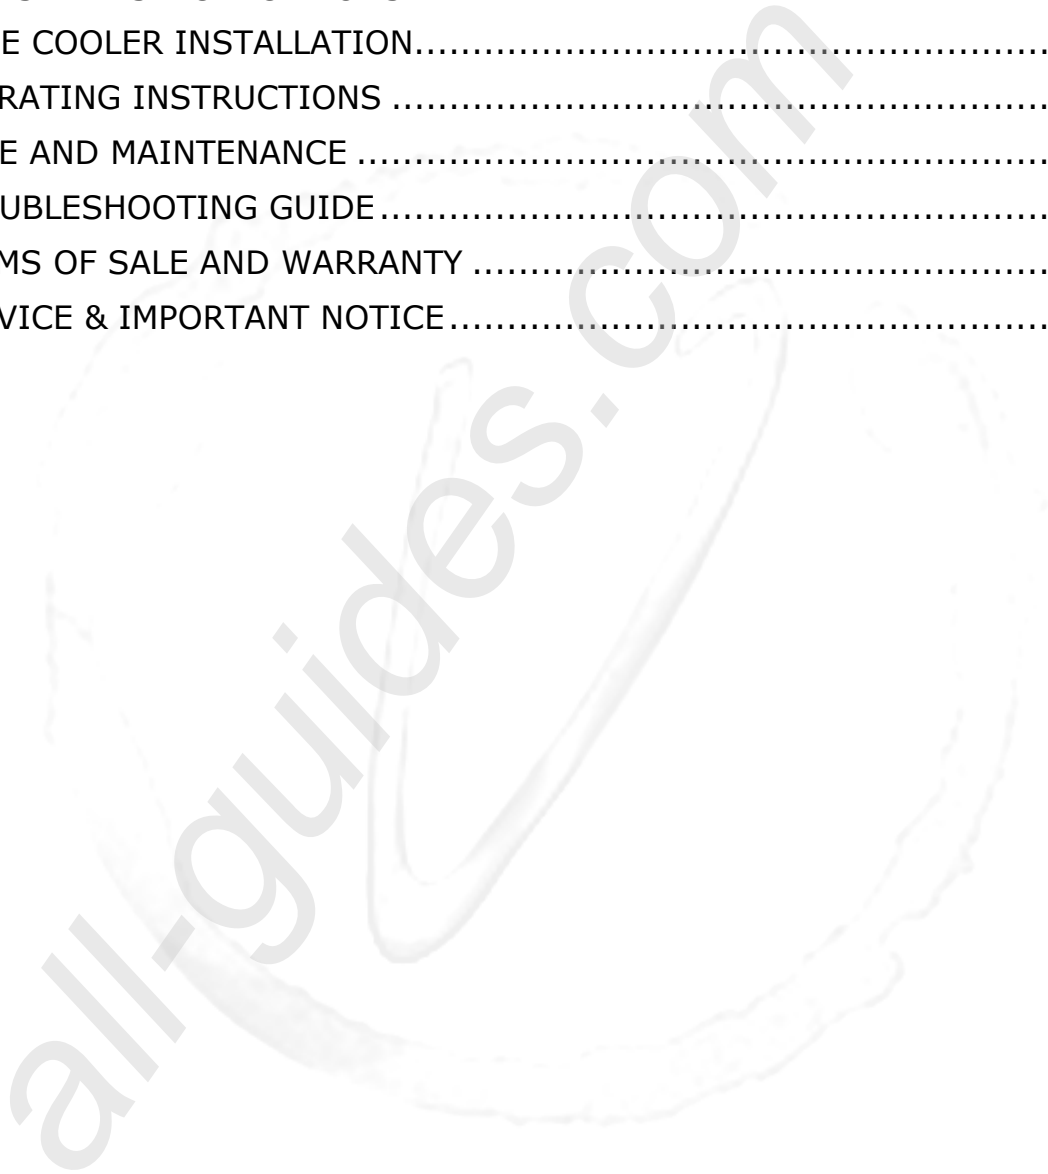 E COOLER INSTALLATION......................................................
RATING INSTRUCTIONS ........................................................
E AND MAINTENANCE ...........................................................
UBLESHOOTING GUIDE.........................................................
MS OF SALE AND WARRANTY .................................................
VICE & IMPORTANT NOTICE...................................................
all-guides.com